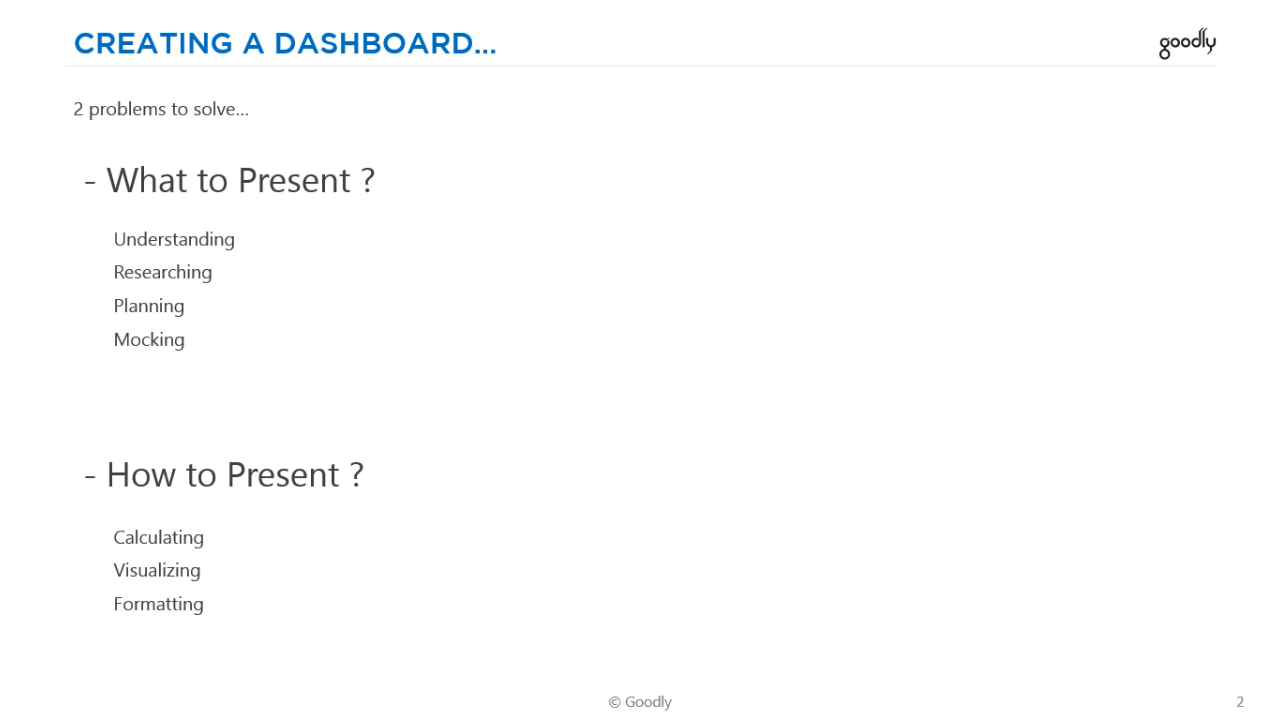 CREATING A DASHBOARD...
goodly
2 problems to solve...
- What to Present ?
Understanding
Researching
Planning
Mocking
- How to Present ?
Calculating
Visualizing
Formatting
© Goodly
2